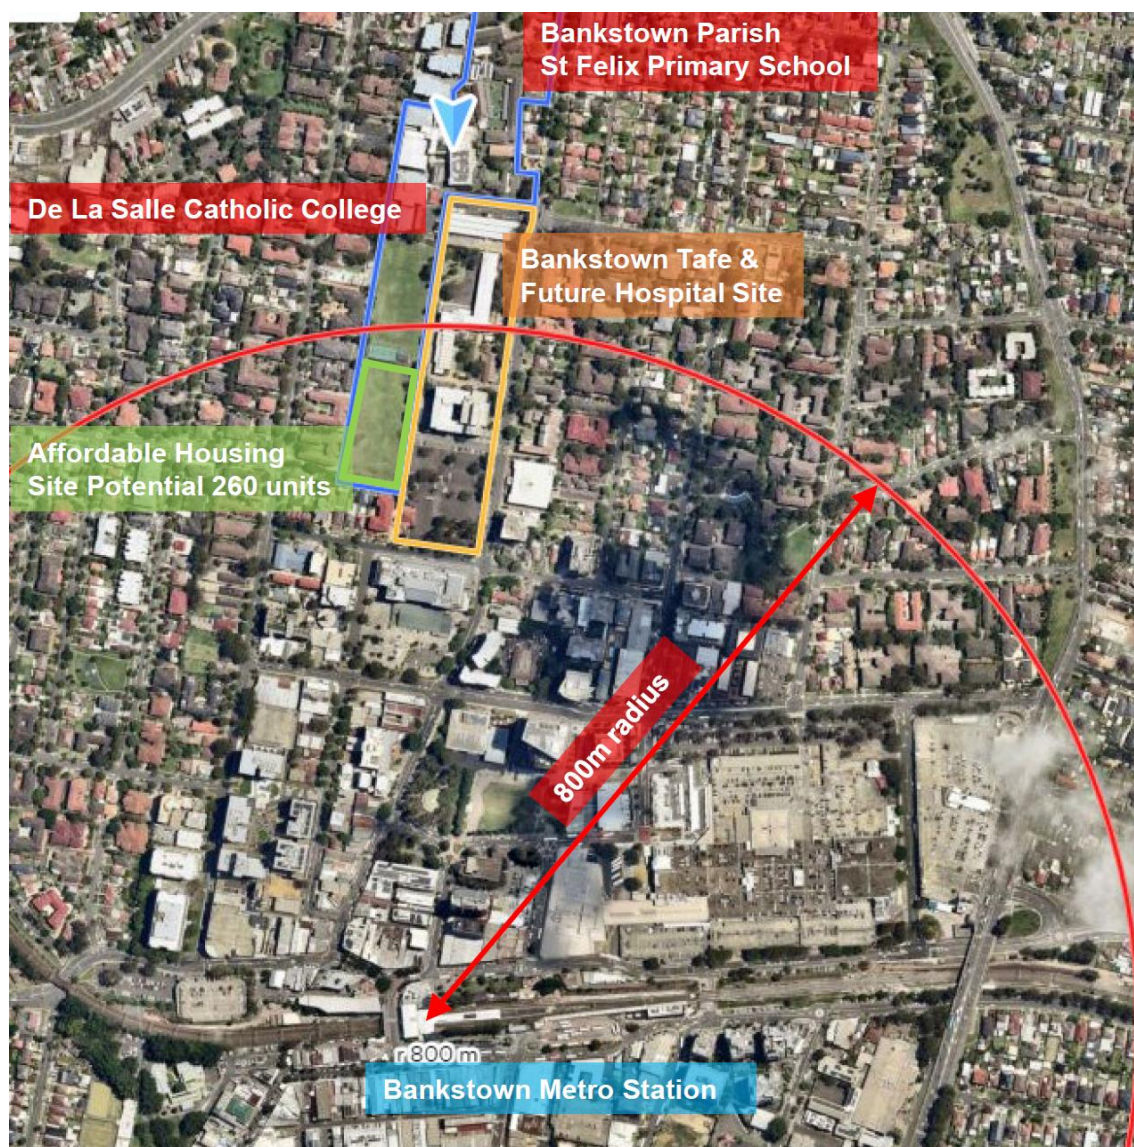 Bankstown Parish
St Felix Primary School
De La Salle Catholic College
Bankstown Tafe &
Future Hospital Site
Affordable Housing
Site Potential 260 units
800m radius
r 800 m
Bankstown Metro Station